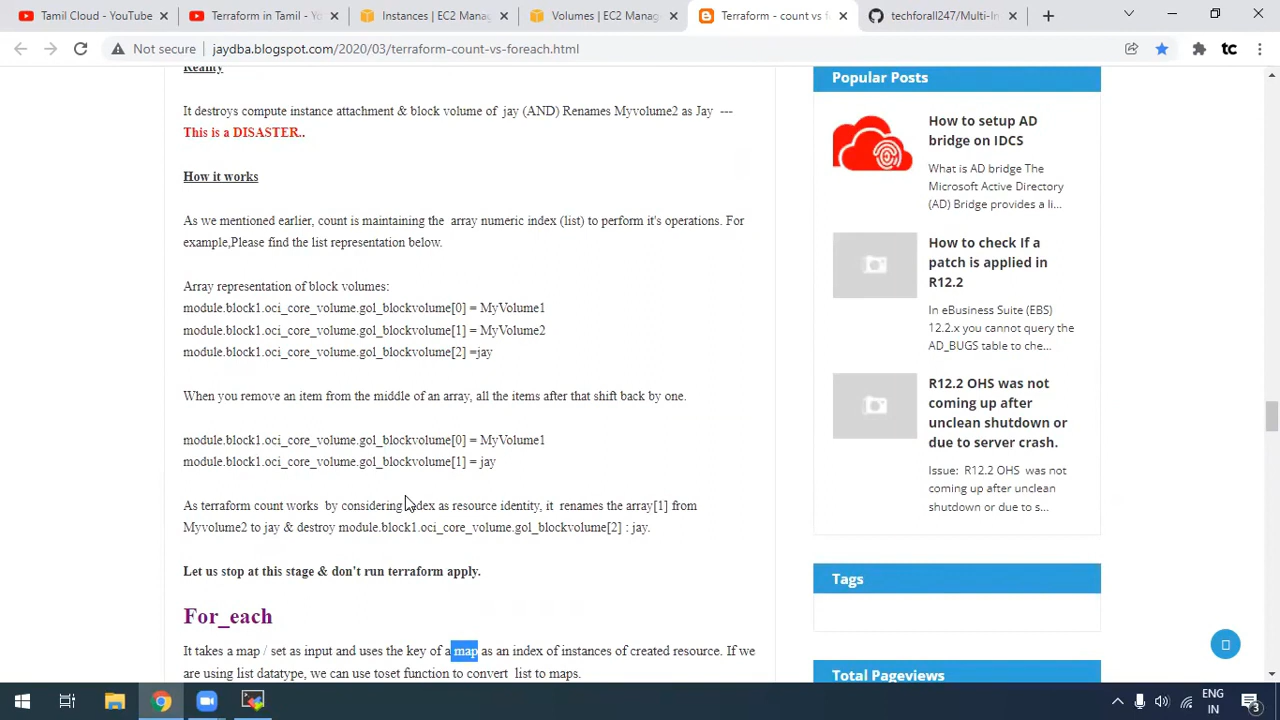 Tamil Cloud - YouTube
Terraform in Tamil - Yo
Instances | EC2 Manag
Volumes | EC2 Manage
Terraform - count vs f
techforall247/Multi-In
Not secure
jaydba.blogspot.com/2020/03/terraform-count-vs-foreach.html
tc
Reality
It destroys compute instance attachment & block volume of jay (AND) Renames Myvolume2 as Jay ---
This is a DISASTER..
How it works
As we mentioned earlier, count is maintaining the array numeric index (list) to perform it's operations. For
example,Please find the list representation below.
Array representation of block volumes:
module.block1.oci_core_volume.gol_blockvolume[0] = MyVolume1
module.block1.oci_core_volume.gol_blockvolume[1] = MyVolume2
module.block1.oci_core_volume.gol_blockvolume[2] =jay
When you remove an item from the middle of an array, all the items after that shift back by one.
module.block1.oci_core_volume.gol_blockvolume[0] = MyVolume1
module.block1.oci_core_volume.gol_blockvolume[1] = jay
As terraform count works by considering index as resource identity, it renames the array[1] from
Myvolume2 to jay & destroy module.block1.oci_core_volume.gol_blockvolume[2] : jay.
Let us stop at this stage & don't run terraform apply.
For_each
It takes a map / set as input and uses the key of a map as an index of instances of created resource. If we
are using list datatype, we can use toset function to convert list to maps.
Popular Posts
How to setup AD
bridge on IDCS
What is AD bridge The
Microsoft Active Directory
(AD) Bridge provides a li...
How to check If a
patch is applied in
R12.2
In eBusiness Suite (EBS)
12.2.x you cannot query the
AD_BUGS table to che...
R12.2 OHS was not
coming up after
unclean shutdown or
due to server crash.
Issue: R12.2 OHS was not
coming up after unclean
shutdown or due to s...
Tags
Total Pageviews
ENG
IN
3